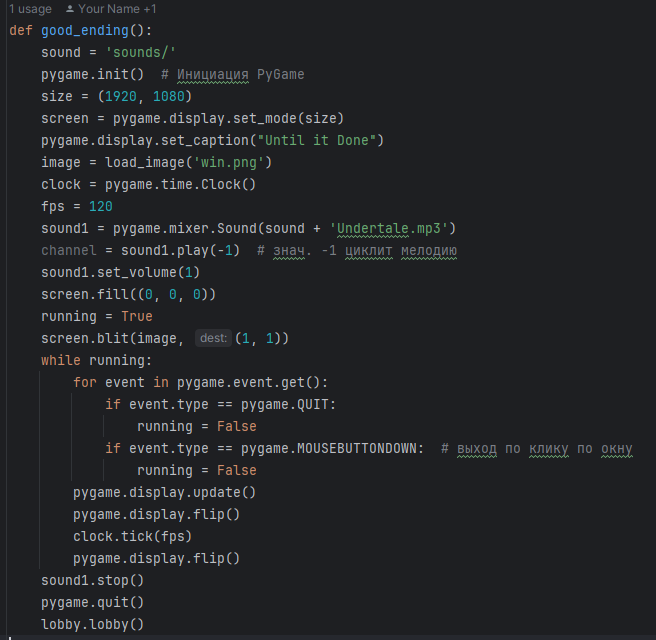 1 usage  Your Name +1
def good_ending():
    sound = 'sounds/'
    pygame.init()  # Инициация PyGame
    size = (1920, 1080)
    screen = pygame.display.set_mode(size)
    pygame.display.set_caption("Until it Done")
    image = load_image('win.png')
    clock = pygame.time.Clock()
    fps = 120
    sound1 = pygame.mixer.Sound(sound + 'Undertale.mp3')
    channel = sound1.play(-1)  # знач. -1 циклит мелодию
    sound1.set_volume(1)
    screen.fill((0, 0, 0))
    running = True
    screen.blit(image, dest: (1, 1))
    while running:
        for event in pygame.event.get():
            if event.type == pygame.QUIT:
                running = False
            if event.type == pygame.MOUSEBUTTONDOWN:  # выход по клику по окну
                running = False
        pygame.display.update()
        pygame.display.flip()
        clock.tick(fps)
        pygame.display.flip()
    sound1.stop()
    pygame.quit()
    lobby.lobby()